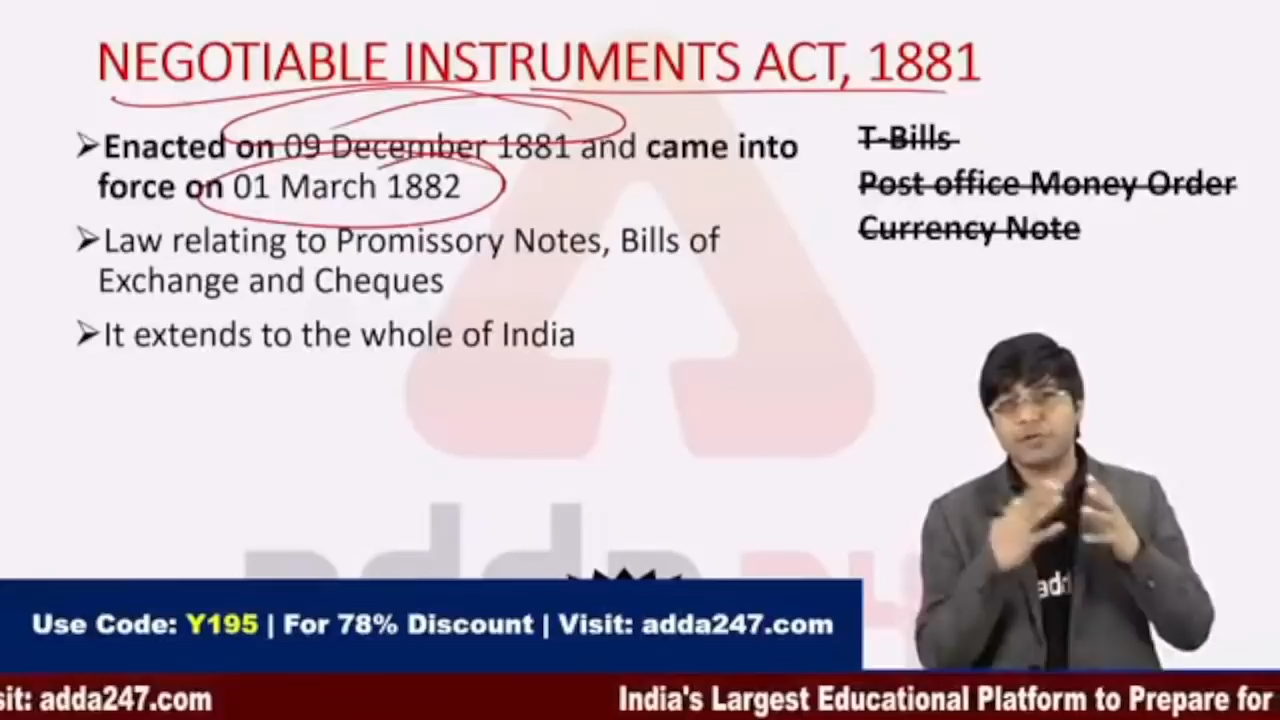 NEGOTIABLE INSTRUMENTS ACT, 1881
➢Enacted on 09 December 1881 and came into
force on 01 March 1882
➢Law relating to Promissory Notes, Bills of
Exchange and Cheques
➢It extends to the whole of India
T-Bills
Post office Money Order
Currency Note
adda 24
add
Use Code: Y195 | For 78% Discount | Visit: adda247.com
sit: adda247.com
India's Largest Educational Platform to Prepare for